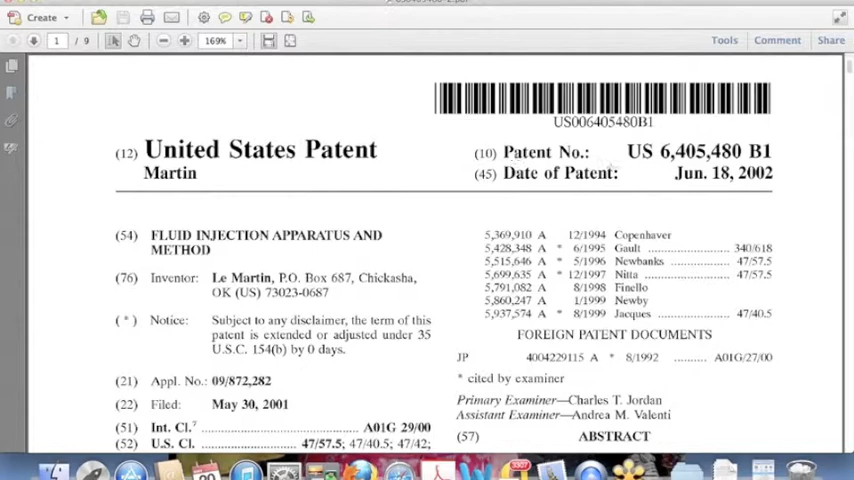 Create
1 / 9
169%
Tools
Comment
Share
US006405480B1
(12) United States Patent
Martin
(10) Patent No.: US 6,405,480 B1
(45) Date of Patent: Jun. 18, 2002
(54) FLUID INJECTION APPARATUS AND
METHOD
(76) Inventor: Le Martin, P.O. Box 687, Chickasha,
OK (US) 73023-0687
( * ) Notice: Subject to any disclaimer, the term of this
patent is extended or adjusted under 35
U.S.C. 154(b) by 0 days.
(21) Appl. No.: 09/872,282
(22) Filed: May 30, 2001
(51) Int. Cl.7 .................................. A01G 29/00
(52) U.S. Cl. ........................ 47/57.5; 47/40.5; 47/42;
5,369,910 A 12/1994 Copenhaver
5,428,348 A * 6/1995 Gault ........................ 340/618
5,515,646 A * 5/1996 Newbanks .................. 47/57.5
5,699,635 A * 12/1997 Nitta ........................ 47/57.5
5,791,082 A 8/1998 Finello
5,860,247 A 1/1999 Newby
5,937,574 A * 8/1999 Jacques ..................... 47/40.5
FOREIGN PATENT DOCUMENTS
JP 4004229115 A * 8/1992 .......... A01G/27/00
* cited by examiner
Primary Examiner—Charles T. Jordan
Assistant Examiner—Andrea M. Valenti
(57) ABSTRACT
3307